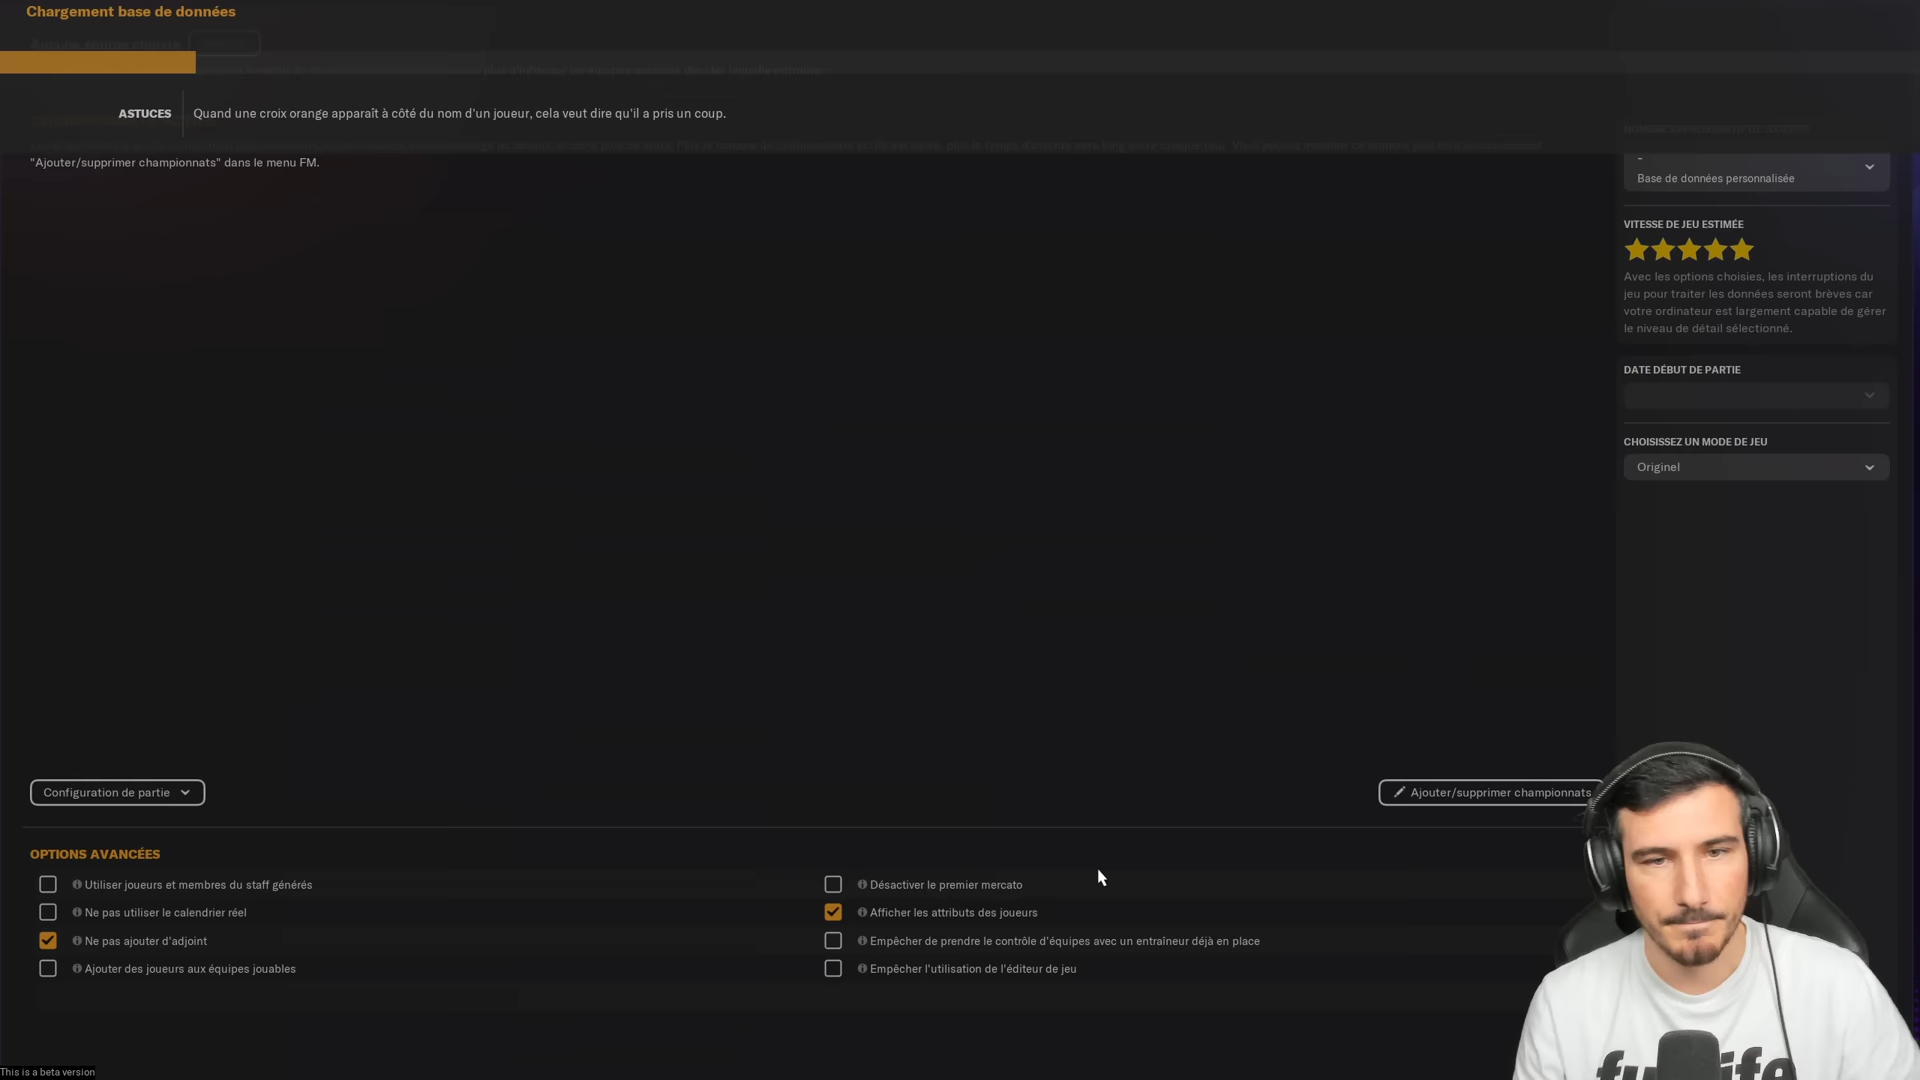 Chargement base de données
ASTUCES
Quand une croix orange apparaît à côté du nom d'un joueur, cela veut dire qu'il a pris un coup.
"Ajouter/supprimer championnats" dans le menu FM.
-
Base de données personnalisée
VITESSE DE JEU ESTIMÉE
Avec les options choisies, les interruptions du
jeu pour traiter les données seront brèves car
votre ordinateur est largement capable de gérer
le niveau de détail sélectionné.
DATE DÉBUT DE PARTIE
CHOISISSEZ UN MODE DE JEU
Originel
Configuration de partie
Ajouter/supprimer championnats
OPTIONS AVANCÉES
Utiliser joueurs et membres du staff générés
Désactiver le premier mercato
Ne pas utiliser le calendrier réel
Afficher les attributs des joueurs
Ne pas ajouter d'adjoint
Empêcher de prendre le contrôle d'équipes avec un entraîneur déjà en place
Ajouter des joueurs aux équipes jouables
Empêcher l'utilisation de l'éditeur de jeu
This is a beta version